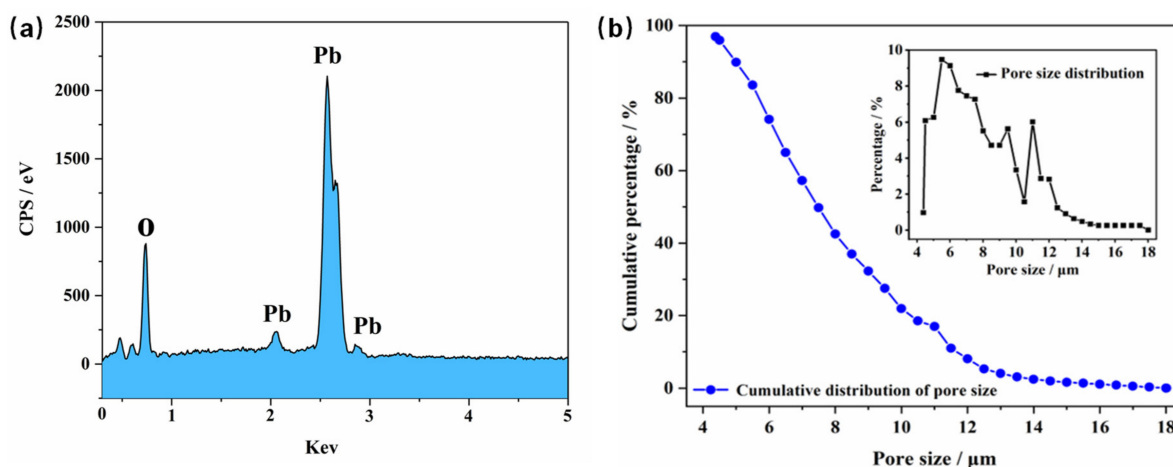 (a)
2500
2000
1500
1000
500
0
CPS / eV
O
Pb
Pb
Pb
0 1 2 3 4 5
Kev
(b)
100
80
60
40
20
0
Cumulative percentage / %
Cumulative distribution of pore size
4 6 8 10 12 14 16 18
Pore size / μm
10
8
6
4
2
0
Percentage / %
Pore size distribution
4 6 8 10 12 14 16 18
Pore size / μm